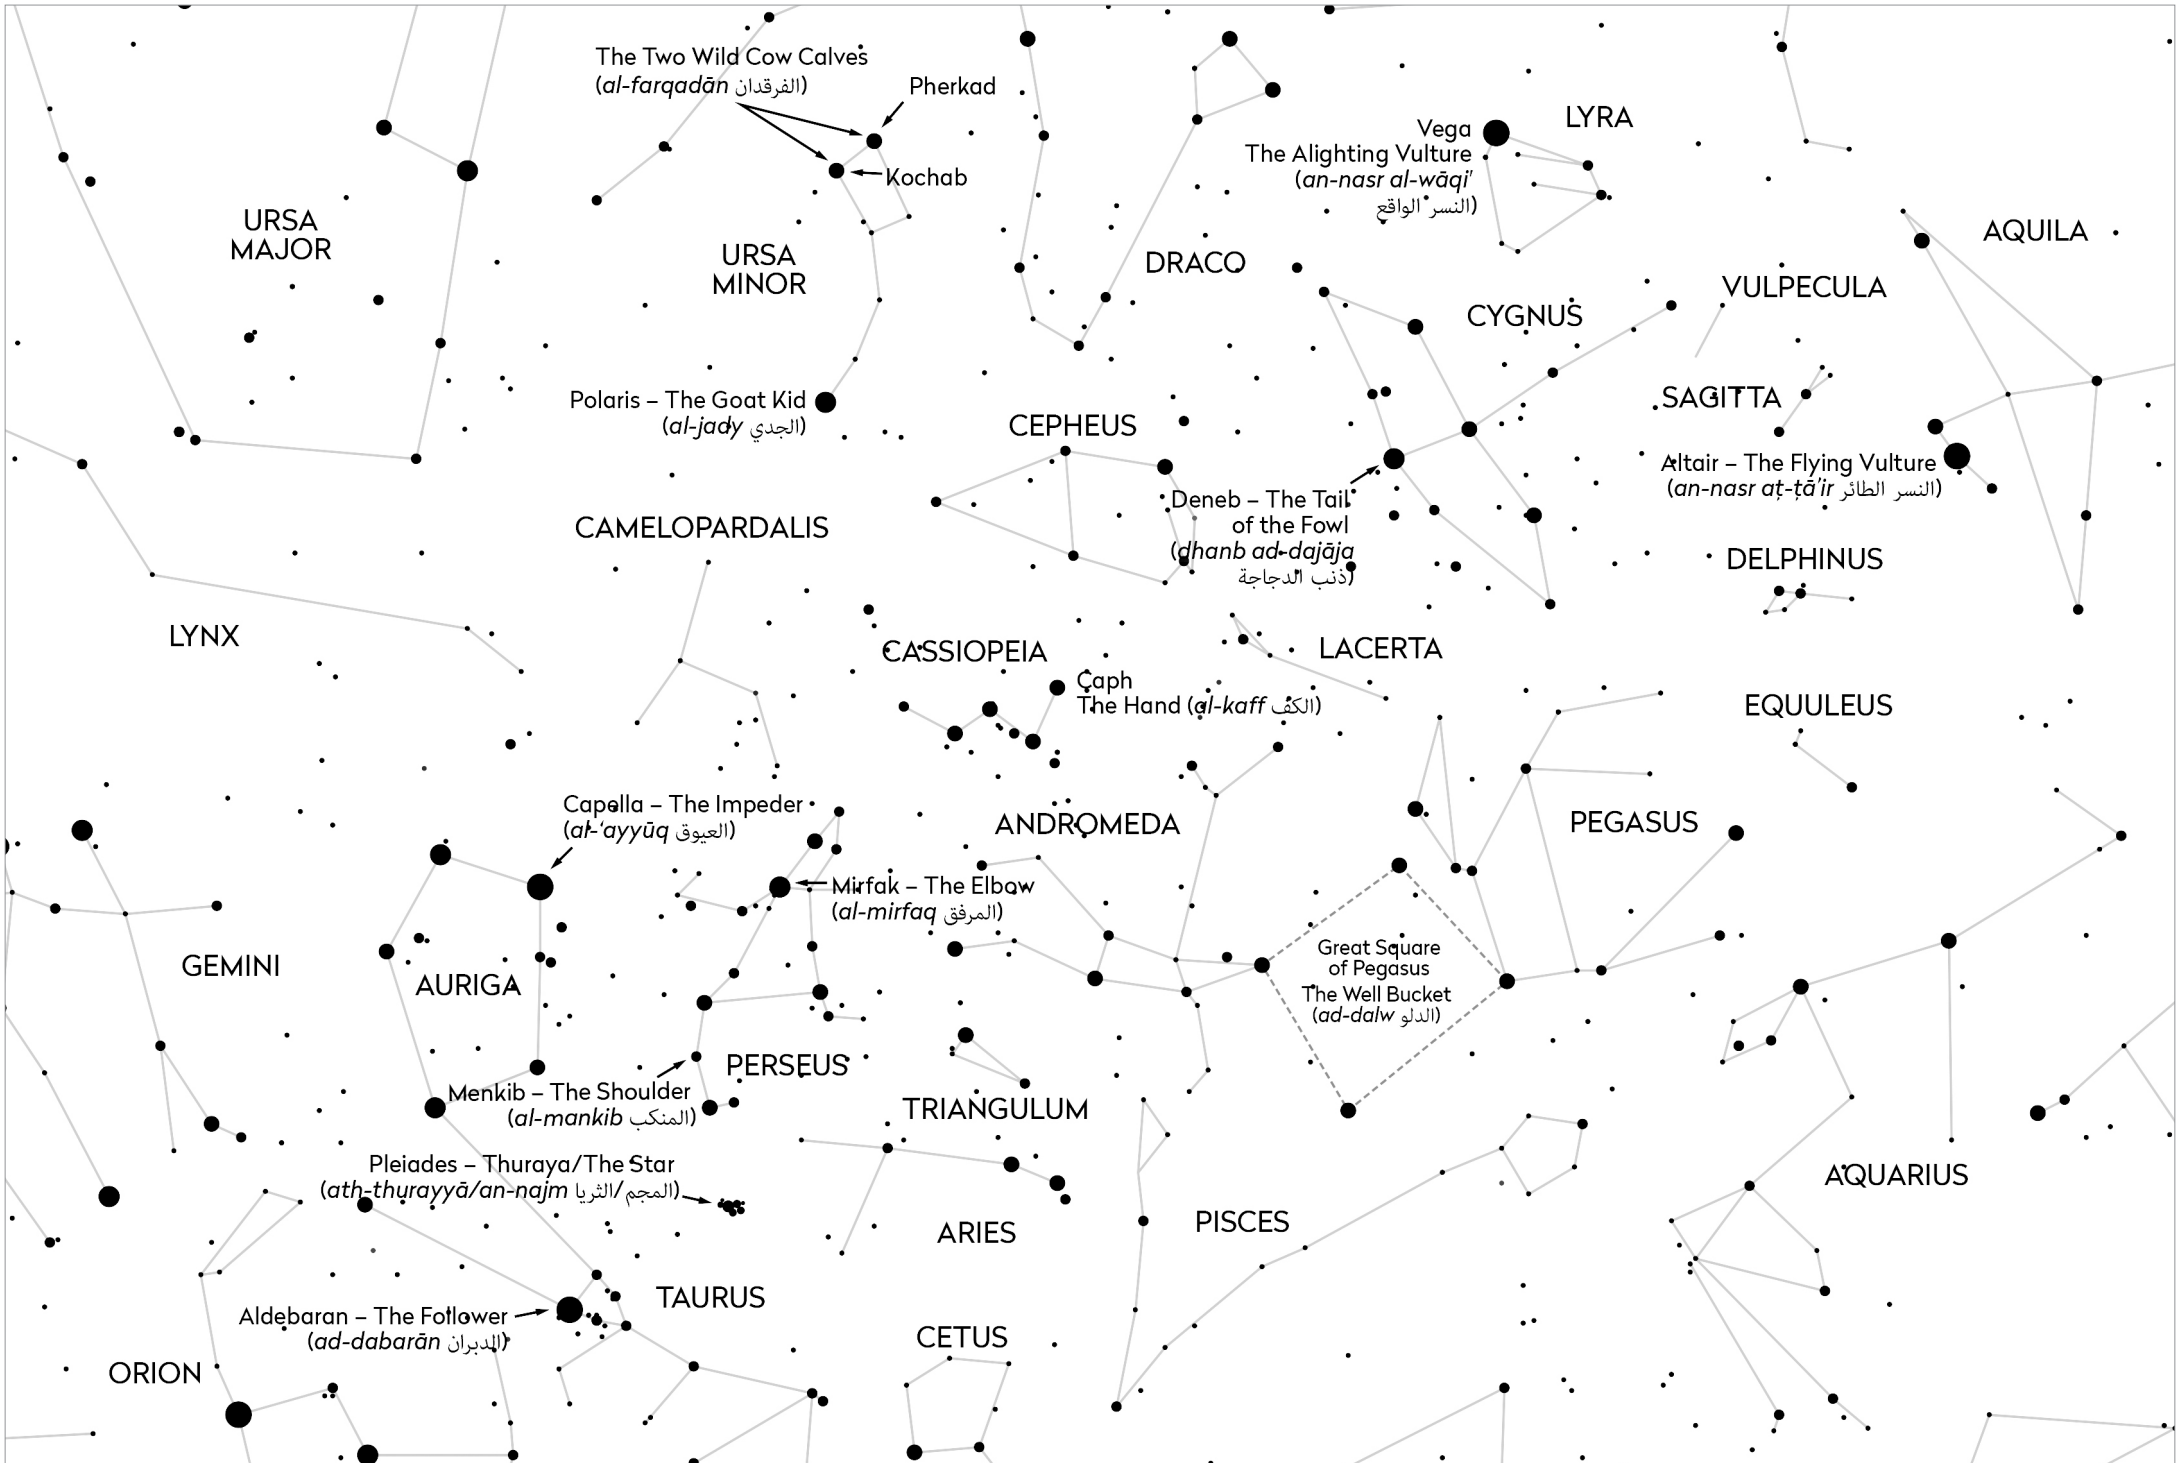 The Two Wild Cow Calves
(al-farqadān الفرقدان)
Pherkad
Kochab
LYRA
Vega
The Alighting Vulture
(an-nasr al-wāqi'
النسر الواقع)
URSA
MAJOR
URSA
MINOR
DRACO
AQUILA
VULPECULA
CYGNUS
Polaris – The Goat Kid
(al-jady الجدي)
CEPHEUS
SAGITTA
Altair – The Flying Vulture
(an-nasr aṭ-ṭā'ir النسر الطائر)
Deneb – The Tail
of the Fowl
(dhanb ad-dajāja
ذنب الدجاجة)
CAMELOPARDALIS
DELPHINUS
LYNX
CASSIOPEIA
LACERTA
Caph
The Hand (al-kaff الكف)
EQUULEUS
Capella – The Impeder
(al-‘ayyūq العيوق)
ANDROMEDA
PEGASUS
Mirfak – The Elbow
(al-mirfaq المرفق)
GEMINI
AURIGA
Great Square
of Pegasus
The Well Bucket
(ad-dalw الدلو)
PERSEUS
Menkib – The Shoulder
(al-mankib المنكب)
TRIANGULUM
Pleiades – Thuraya/The Star
(ath-thurayyā/an-najm المجم/الثريا)
AQUARIUS
ARIES
PISCES
TAURUS
Aldebaran – The Follower
(ad-dabarān الدبران)
CETUS
ORION